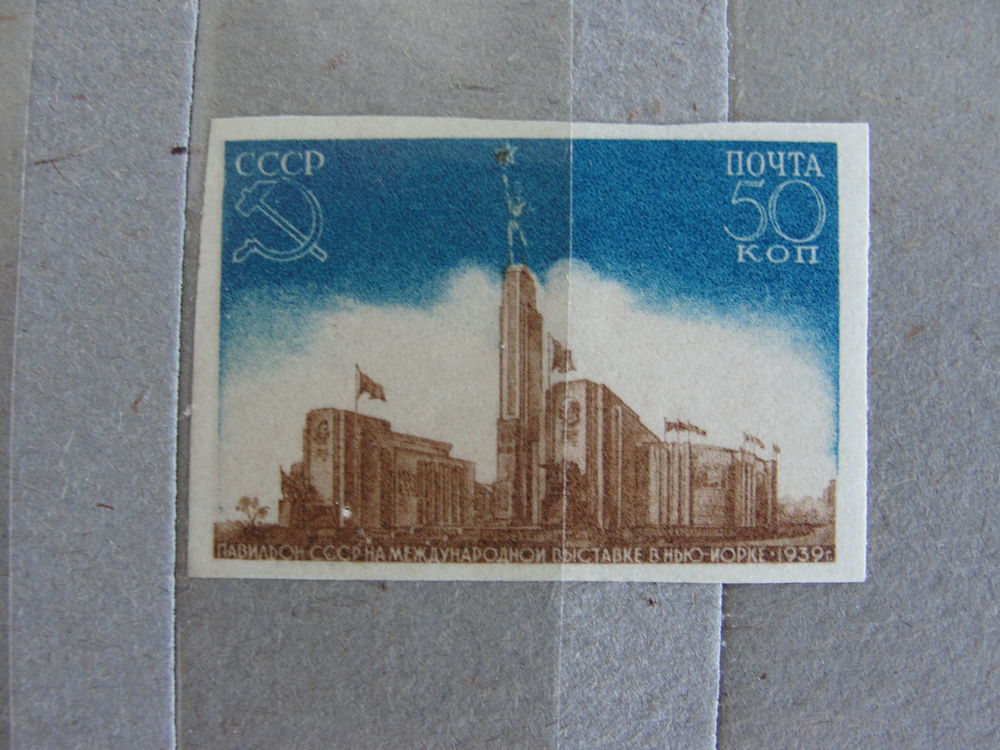 СССР
ПОЧТА
50
КОП
ПАВИЛЬОН СССР НА МЕЖДУНАРОДНОЙ ВЫСТАВКЕ В НЬЮ-ЙОРКЕ · 1939 г.